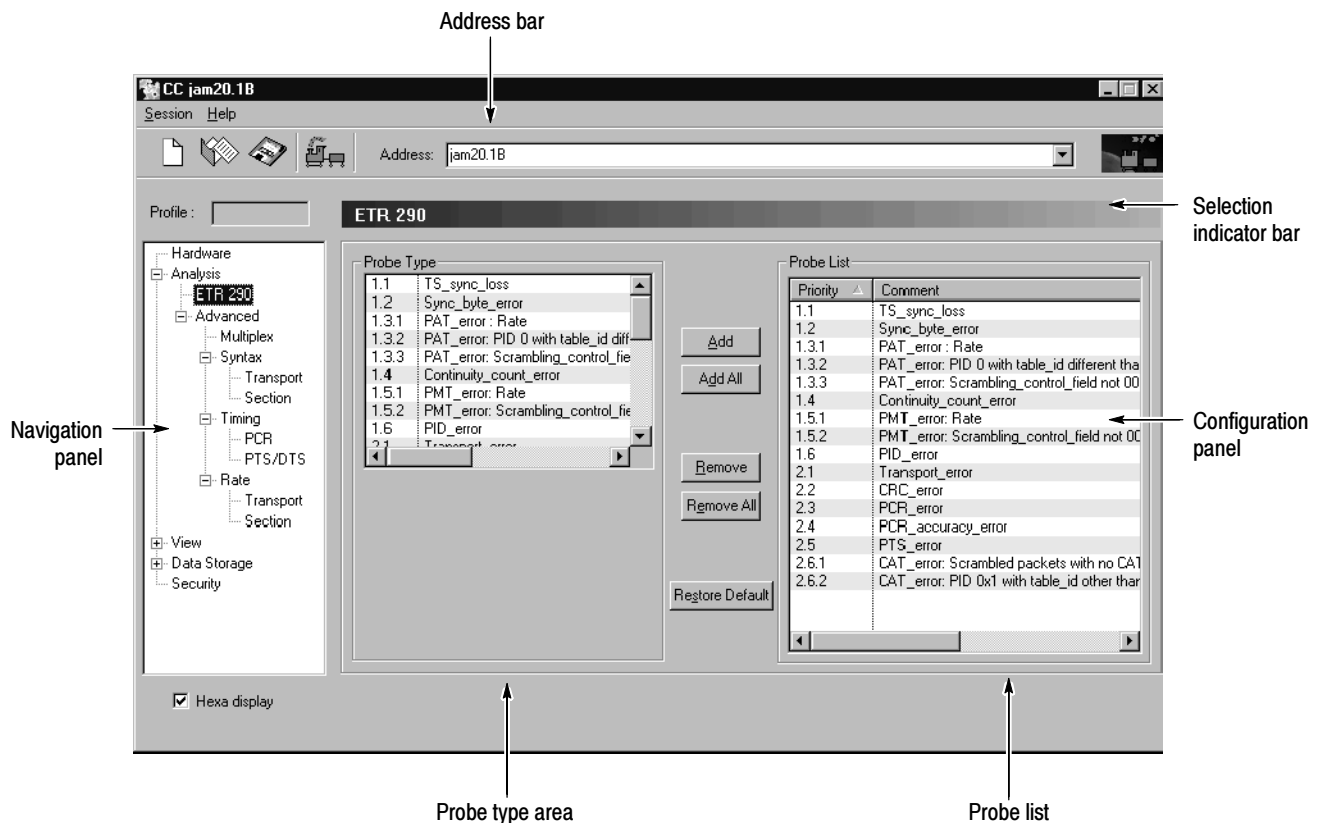 Address bar
CC jam20.1B
Session Help
Address: jam20.1B
Profile :
ETR 290
Selection
indicator bar
Hardware
Analysis
ETR 290
Advanced
Multiplex
Syntax
Transport
Section
Timing
PCR
PTS/DTS
Rate
Transport
Section
View
Data Storage
Security
Navigation
panel
Probe Type
1.1 TS_sync_loss
1.2 Sync_byte_error
1.3.1 PAT_error : Rate
1.3.2 PAT_error: PID 0 with table_id diff
1.3.3 PAT_error: Scrambling_control_fie
1.4 Continuity_count_error
1.5.1 PMT_error: Rate
1.5.2 PMT_error: Scrambling_control_fie
1.6 PID_error
2.1 Transport_error
Add
Add All
Remove
Remove All
Restore Default
Probe List
Priority Comment
1.1 TS_sync_loss
1.2 Sync_byte_error
1.3.1 PAT_error : Rate
1.3.2 PAT_error: PID 0 with table_id different tha
1.3.3 PAT_error: Scrambling_control_field not 00
1.4 Continuity_count_error
1.5.1 PMT_error: Rate
1.5.2 PMT_error: Scrambling_control_field not 00
1.6 PID_error
2.1 Transport_error
2.2 CRC_error
2.3 PCR_error
2.4 PCR_accuracy_error
2.5 PTS_error
2.6.1 CAT_error: Scrambled packets with no CAT
2.6.2 CAT_error: PID 0x1 with table_id other than
Configuration
panel
Hexa display
Probe type area
Probe list